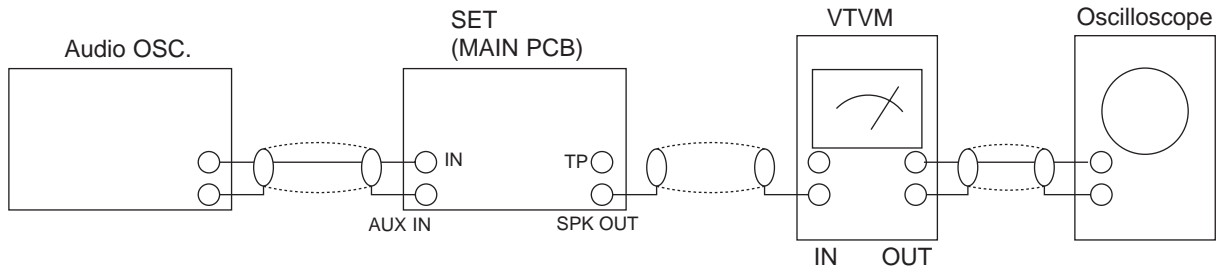 Audio OSC.
SET
(MAIN PCB)
VTVM
Oscilloscope
IN
TP
AUX IN
SPK OUT
IN
OUT